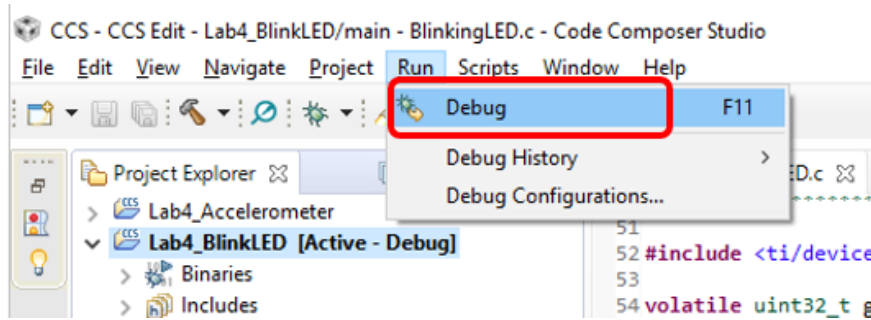 CCS - CCS Edit - Lab4_BlinkLED/main - BlinkingLED.c - Code Composer Studio
File Edit View Navigate Project Run Scripts Window Help
Debug F11
Project Explorer
Debug History
ED.c
Lab4_Accelerometer
Debug Configurations...
51
Lab4_BlinkLED [Active - Debug]
52 #include <ti/device
Binaries
53
Includes
54 volatile uint32_t g